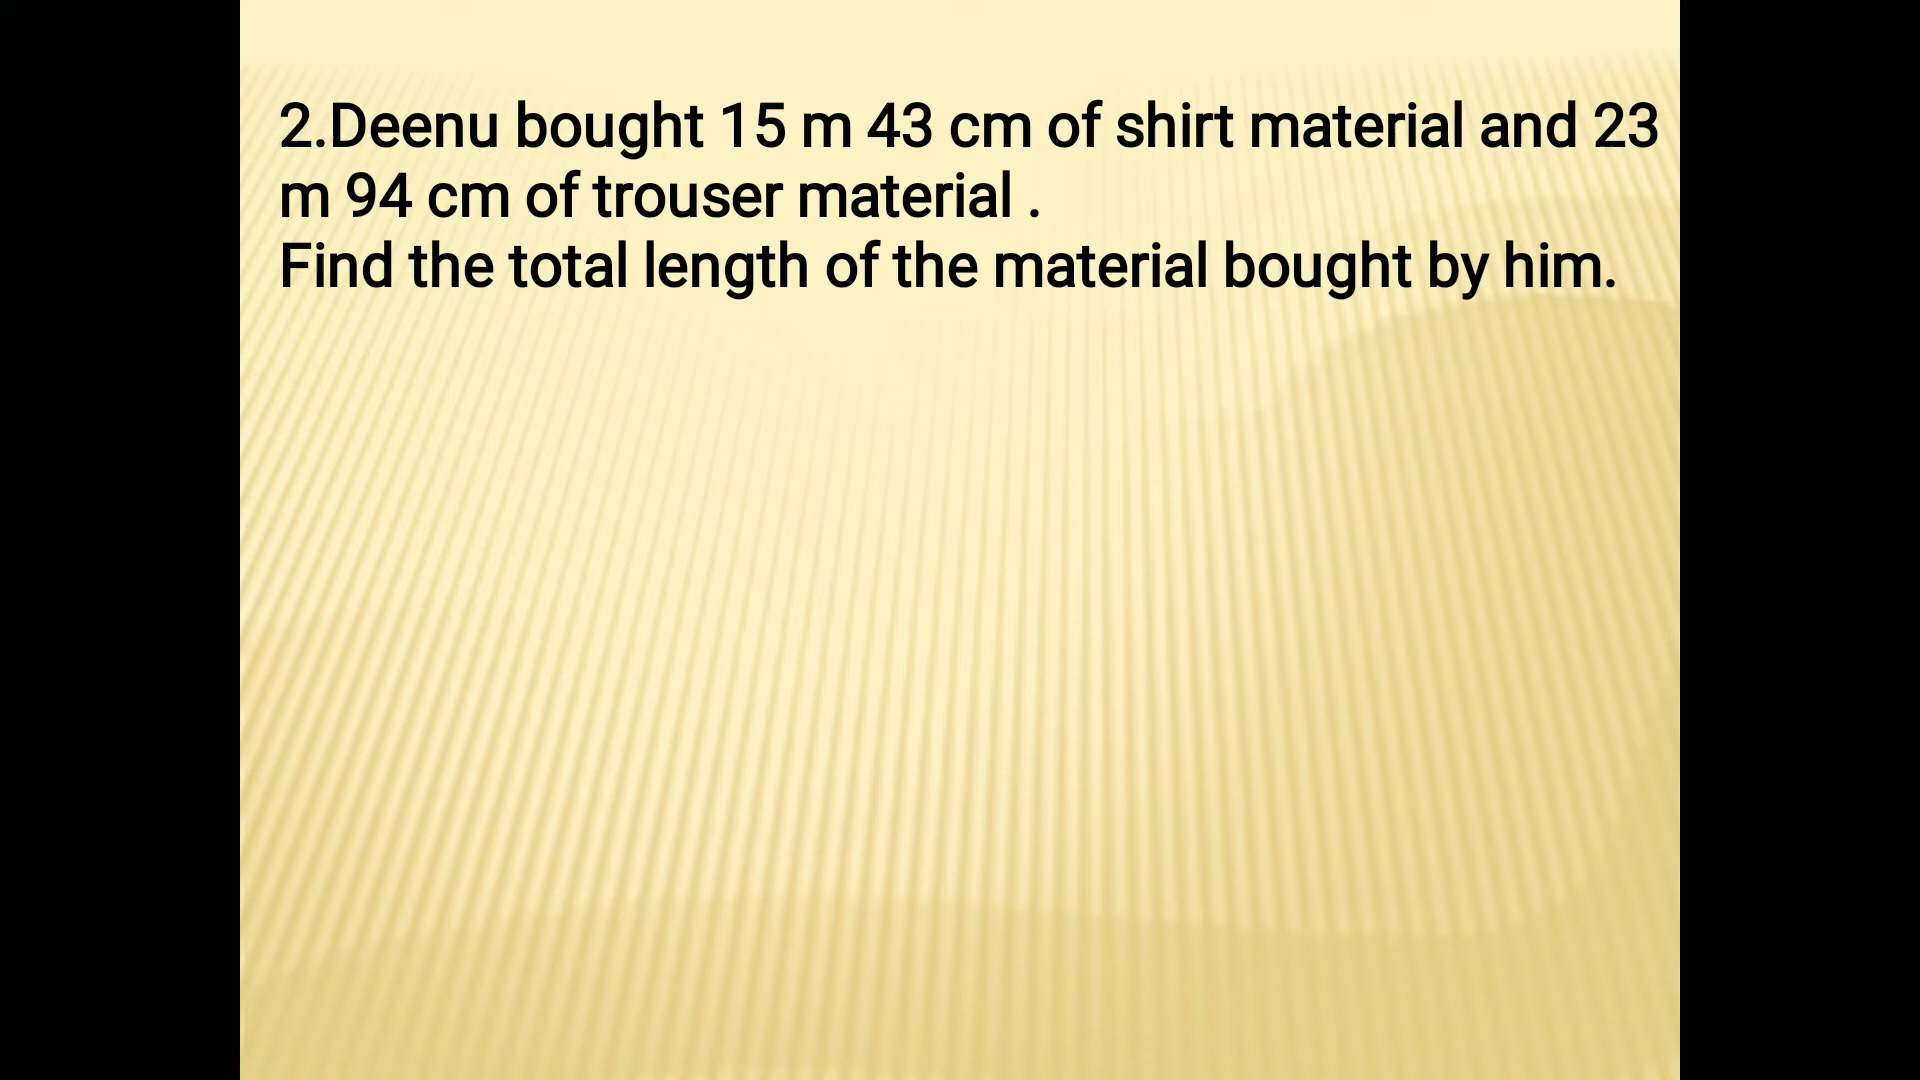 2.Deenu bought 15 m 43 cm of shirt material and 23
m 94 cm of trouser material .
Find the total length of the material bought by him.